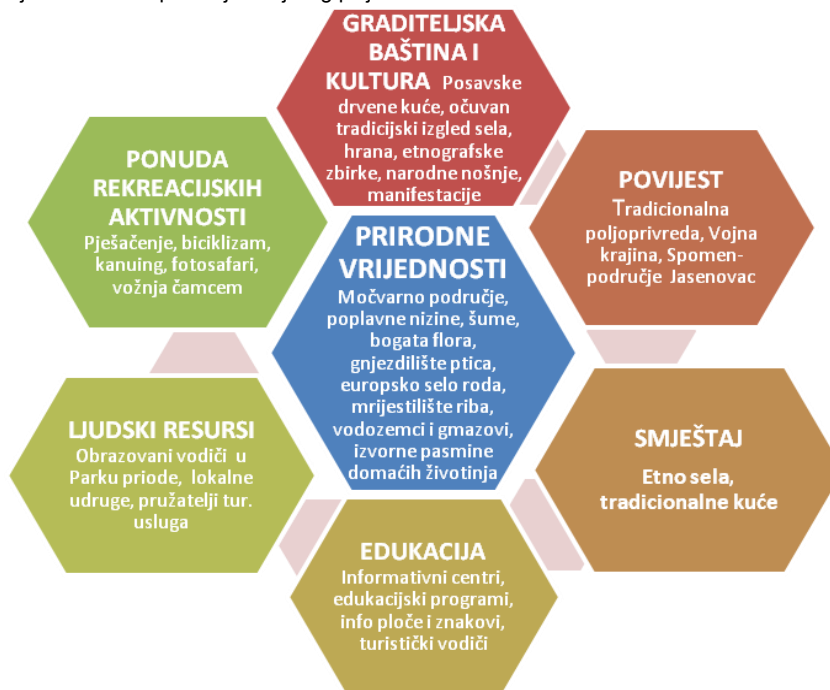 GRADITELJSKA
BAŠTINA I
KULTURA Posavske
drvene kuće, očuvan
tradicijski izgled sela,
hrana, etnografske
zbirke, narodne nošnje,
manifestacije
PONUDA
REKREACIJSKIH
AKTIVNOSTI
Pješačenje, biciklizam,
kanuing, fotosafari,
vožnja čamcem
POVIJEST
Tradicionalna
poljoprivreda, Vojna
krajina, Spomen-
područje Jasenovac
PRIRODNE
VRIJEDNOSTI
Močvarno područje,
poplavne nizine, šume,
bogata flora,
gnjezdilište ptica,
europsko selo roda,
mrijestilište riba,
vodozemci i gmazovi,
izvorne pasmine
domaćih životinja
LJUDSKI RESURSI
Obrazovani vodiči u
Parku priode, lokalne
udruge, pružatelji tur.
usluga
SMJEŠTAJ
Etno sela,
tradicionalne kuće
EDUKACIJA
Informativni centri,
edukacijski programi,
info ploče i znakovi,
turistički vodiči